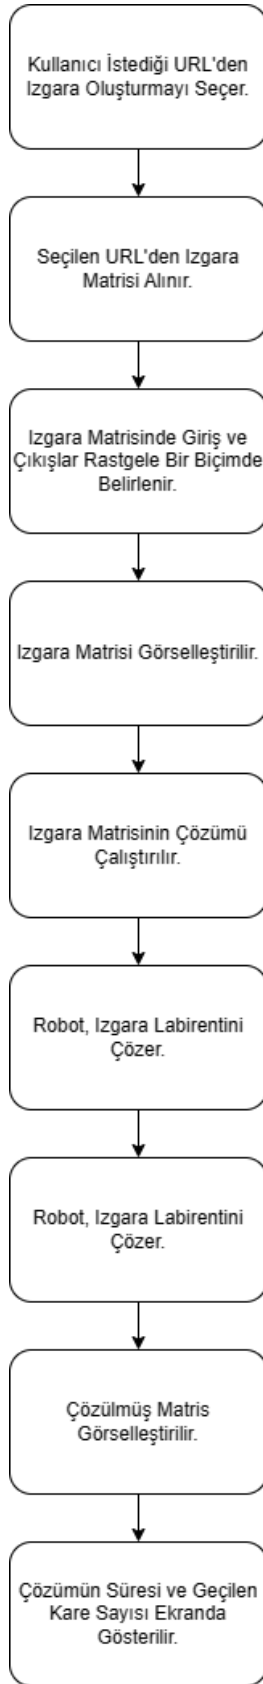 Kullanıcı İstediği URL'den
Izgara Oluşturmayı Seçer.
Seçilen URL'den Izgara
Matrisi Alınır.
Izgara Matrisinde Giriş ve
Çıkışlar Rastgele Bir Biçimde
Belirlenir.
Izgara Matrisi Görselleştirilir.
Izgara Matrisinin Çözümü
Çalıştırılır.
Robot, Izgara Labirentini
Çözer.
Robot, Izgara Labirentini
Çözer.
Çözülmüş Matris
Görselleştirilir.
Çözümün Süresi ve Geçilen
Kare Sayısı Ekranda
Gösterilir.